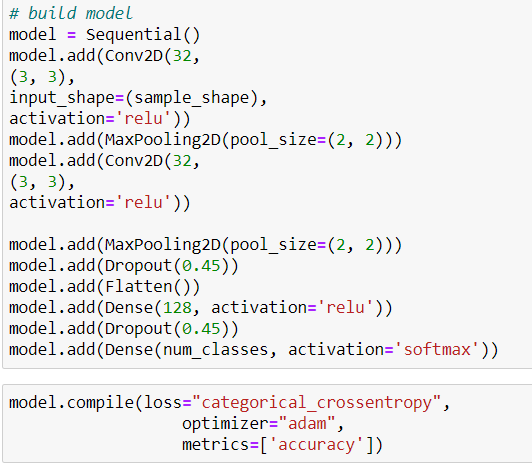 # build model
model = Sequential()
model.add(Conv2D(32,
(3, 3),
input_shape=(sample_shape),
activation='relu'))
model.add(MaxPooling2D(pool_size=(2, 2)))
model.add(Conv2D(32,
(3, 3),
activation='relu'))
model.add(MaxPooling2D(pool_size=(2, 2)))
model.add(Dropout(0.45))
model.add(Flatten())
model.add(Dense(128, activation='relu'))
model.add(Dropout(0.45))
model.add(Dense(num_classes, activation='softmax'))
model.compile(loss="categorical_crossentropy",
optimizer="adam",
metrics=['accuracy'])